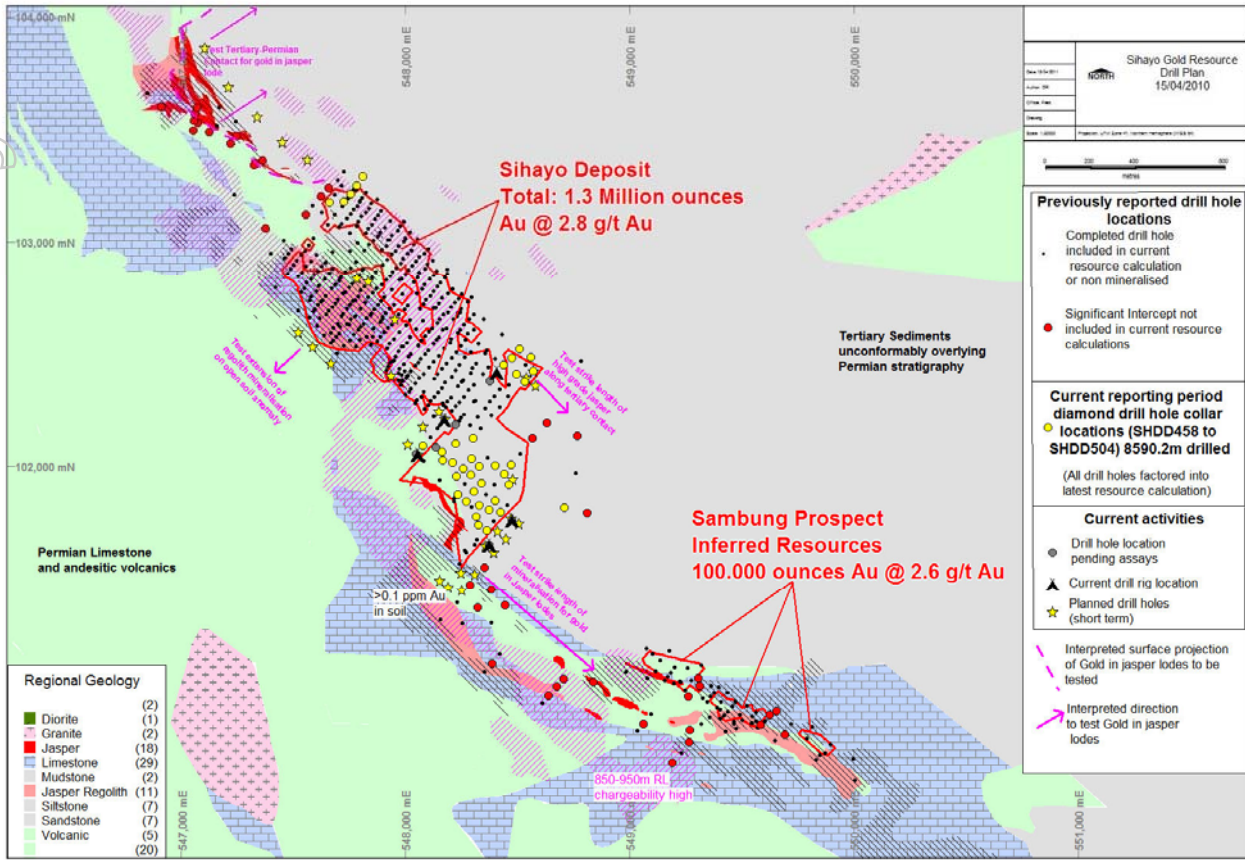 104,000 mN
548,000 mE
549,000 mE
550,000 mE
Test Tertiary-Permian
Contact for gold in jasper
lode
Sihayo Deposit
Total: 1.3 Million ounces
Au @ 2.8 g/t Au
103,000 mN
Tertiary Sediments
unconformably overlying
Permian stratigraphy
Test extension of
regolith mineralisation
on open soil anomaly
Test strike length of
high grade jasper
along tertiary contact
102,000 mN
Permian Limestone
and andesitic volcanics
Sambung Prospect
Inferred Resources
100.000 ounces Au @ 2.6 g/t Au
>0.1 ppm Au
in soil
Test strike length of
mineralisation for gold
in Jasper lodes
850-950m RL
chargeability high
547,000 mE
548,000 mE
549,000 mE
551,000 mE
Regional Geology
(2)
Diorite (1)
Granite (2)
Jasper (18)
Limestone (29)
Mudstone (2)
Jasper Regolith (11)
Siltstone (7)
Sandstone (7)
Volcanic (5)
(20)
NORTH
Sihayo Gold Resource
Drill Plan
15/04/2010
0 200 400 800
metres
Previously reported drill hole
locations
Completed drill hole
included in current
resource calculation
or non mineralised
Significant Intercept not
included in current resource
calculations
Current reporting period
diamond drill hole collar
locations (SHDD458 to
SHDD504) 8590.2m drilled
(All drill holes factored into
latest resource calculation)
Current activities
Drill hole location
pending assays
Current drill rig location
Planned drill holes
(short term)
Interpreted surface projection
of Gold in jasper lodes to be
tested
Interpreted direction
to test Gold in jasper
lodes